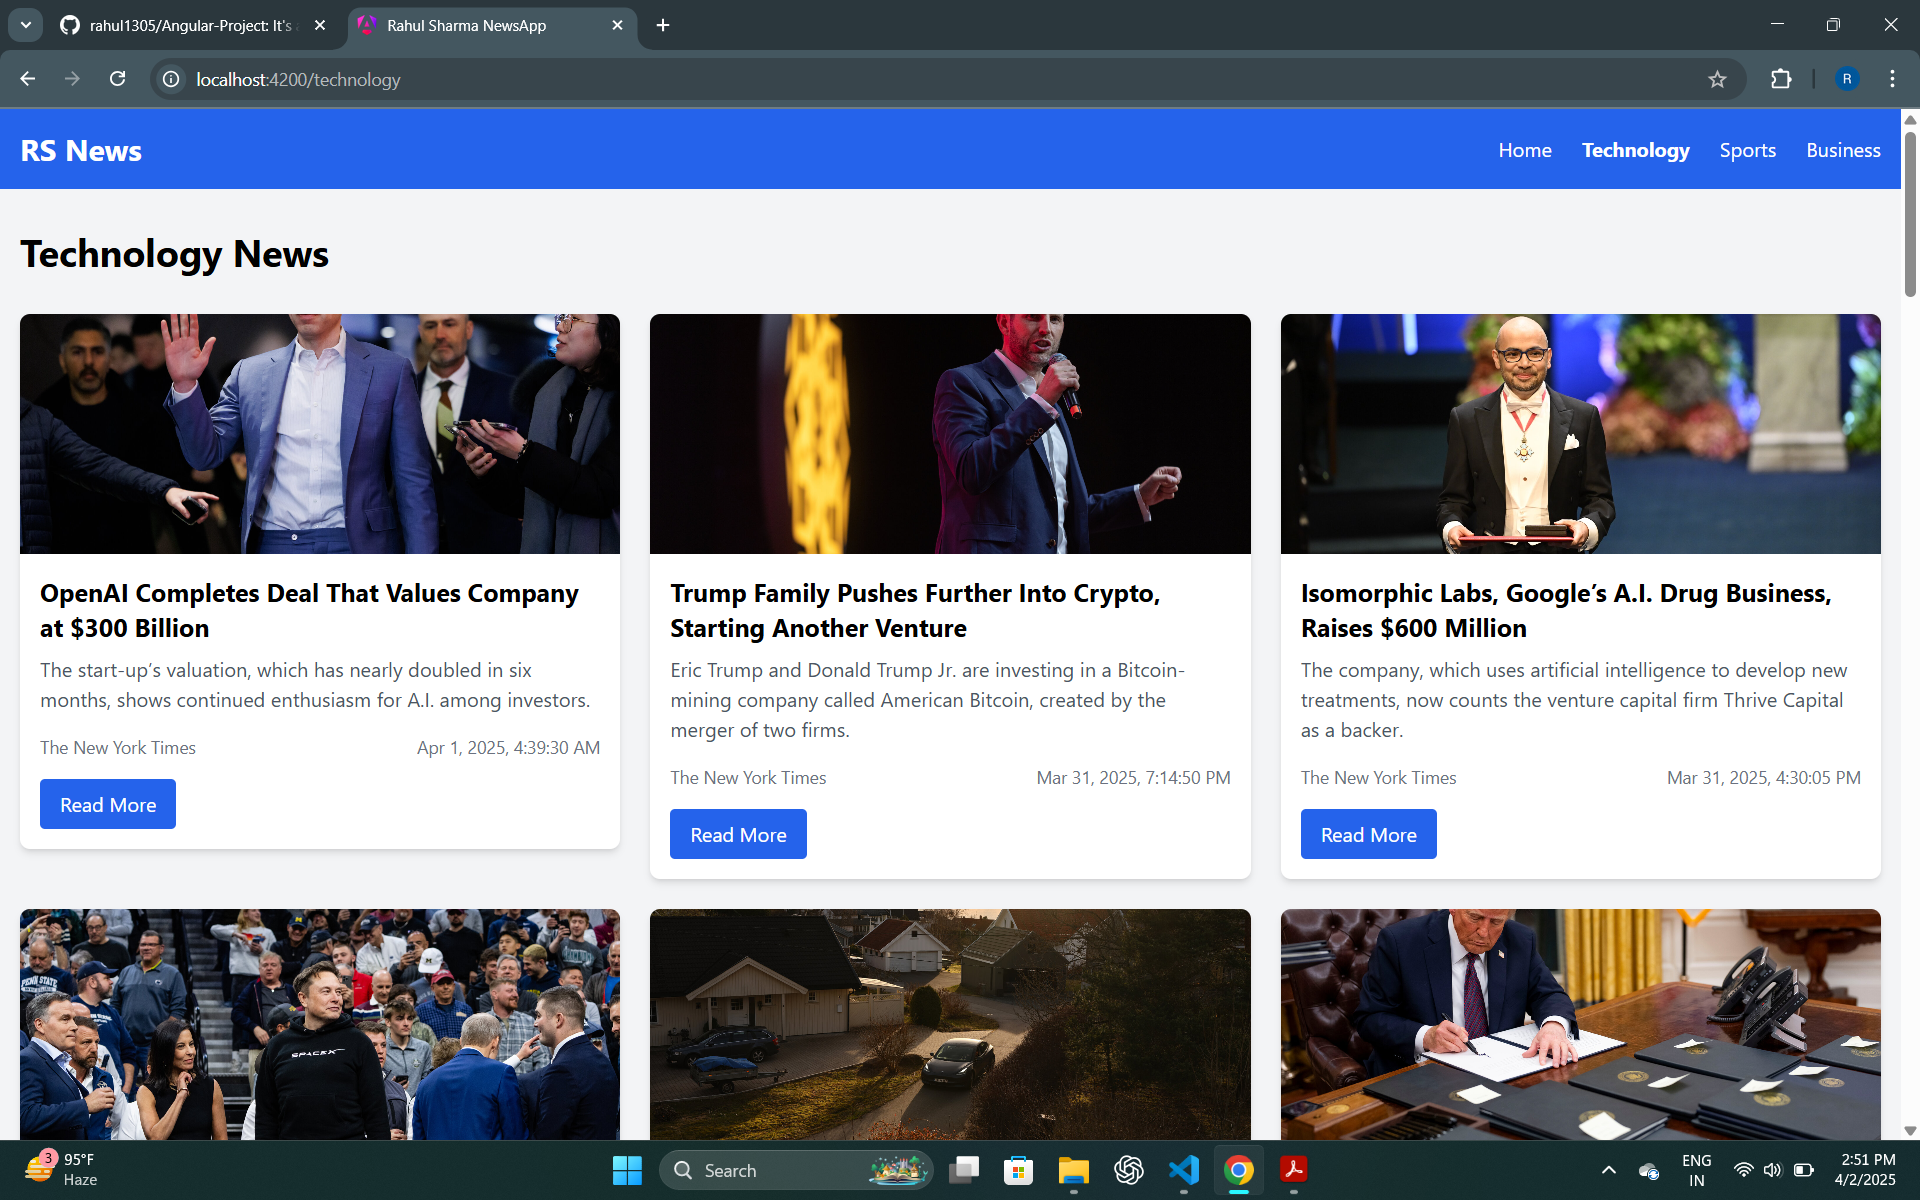 rahul1305/Angular-Project: It's a
Rahul Sharma NewsApp
localhost:4200/technology
R
RS News
Home
Technology
Sports
Business
Technology News
OpenAI Completes Deal That Values Company
at $300 Billion
The start-up’s valuation, which has nearly doubled in six
months, shows continued enthusiasm for A.I. among investors.
The New York Times
Apr 1, 2025, 4:39:30 AM
Read More
Trump Family Pushes Further Into Crypto,
Starting Another Venture
Eric Trump and Donald Trump Jr. are investing in a Bitcoin-
mining company called American Bitcoin, created by the
merger of two firms.
The New York Times
Mar 31, 2025, 7:14:50 PM
Read More
Isomorphic Labs, Google’s A.I. Drug Business,
Raises $600 Million
The company, which uses artificial intelligence to develop new
treatments, now counts the venture capital firm Thrive Capital
as a backer.
The New York Times
Mar 31, 2025, 4:30:05 PM
Read More
PENN STATE
SPACEX
3
95°F
Haze
Search
ENG
IN
2:51 PM
4/2/2025